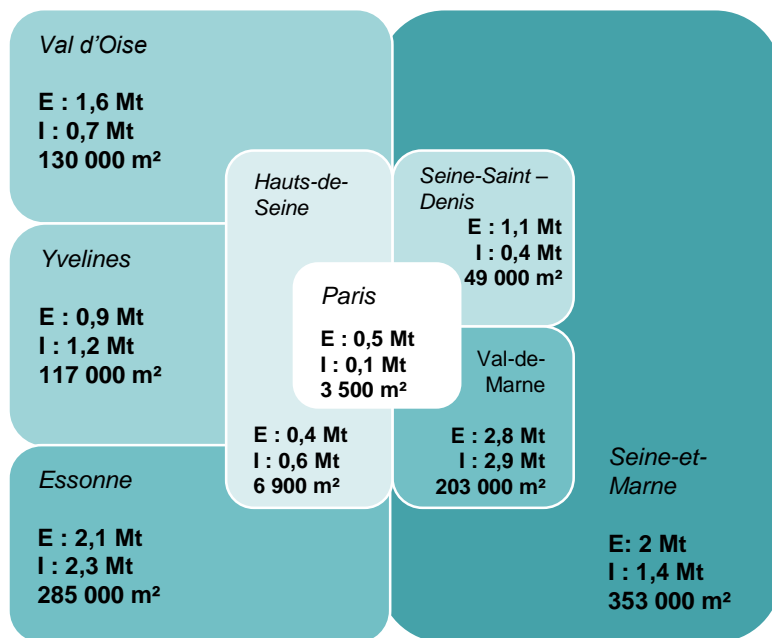 Val d’Oise
E : 1,6 Mt
I : 0,7 Mt
130 000 m²
Hauts-de-
Seine
E : 0,4 Mt
I : 0,6 Mt
6 900 m²
Seine-Saint –
Denis
E : 1,1 Mt
I : 0,4 Mt
49 000 m²
Yvelines
E : 0,9 Mt
I : 1,2 Mt
117 000 m²
Paris
E : 0,5 Mt
I : 0,1 Mt
3 500 m²
Val-de-
Marne
E : 2,8 Mt
I : 2,9 Mt
203 000 m²
Essonne
E : 2,1 Mt
I : 2,3 Mt
285 000 m²
Seine-et-
Marne
E: 2 Mt
I : 1,4 Mt
353 000 m²